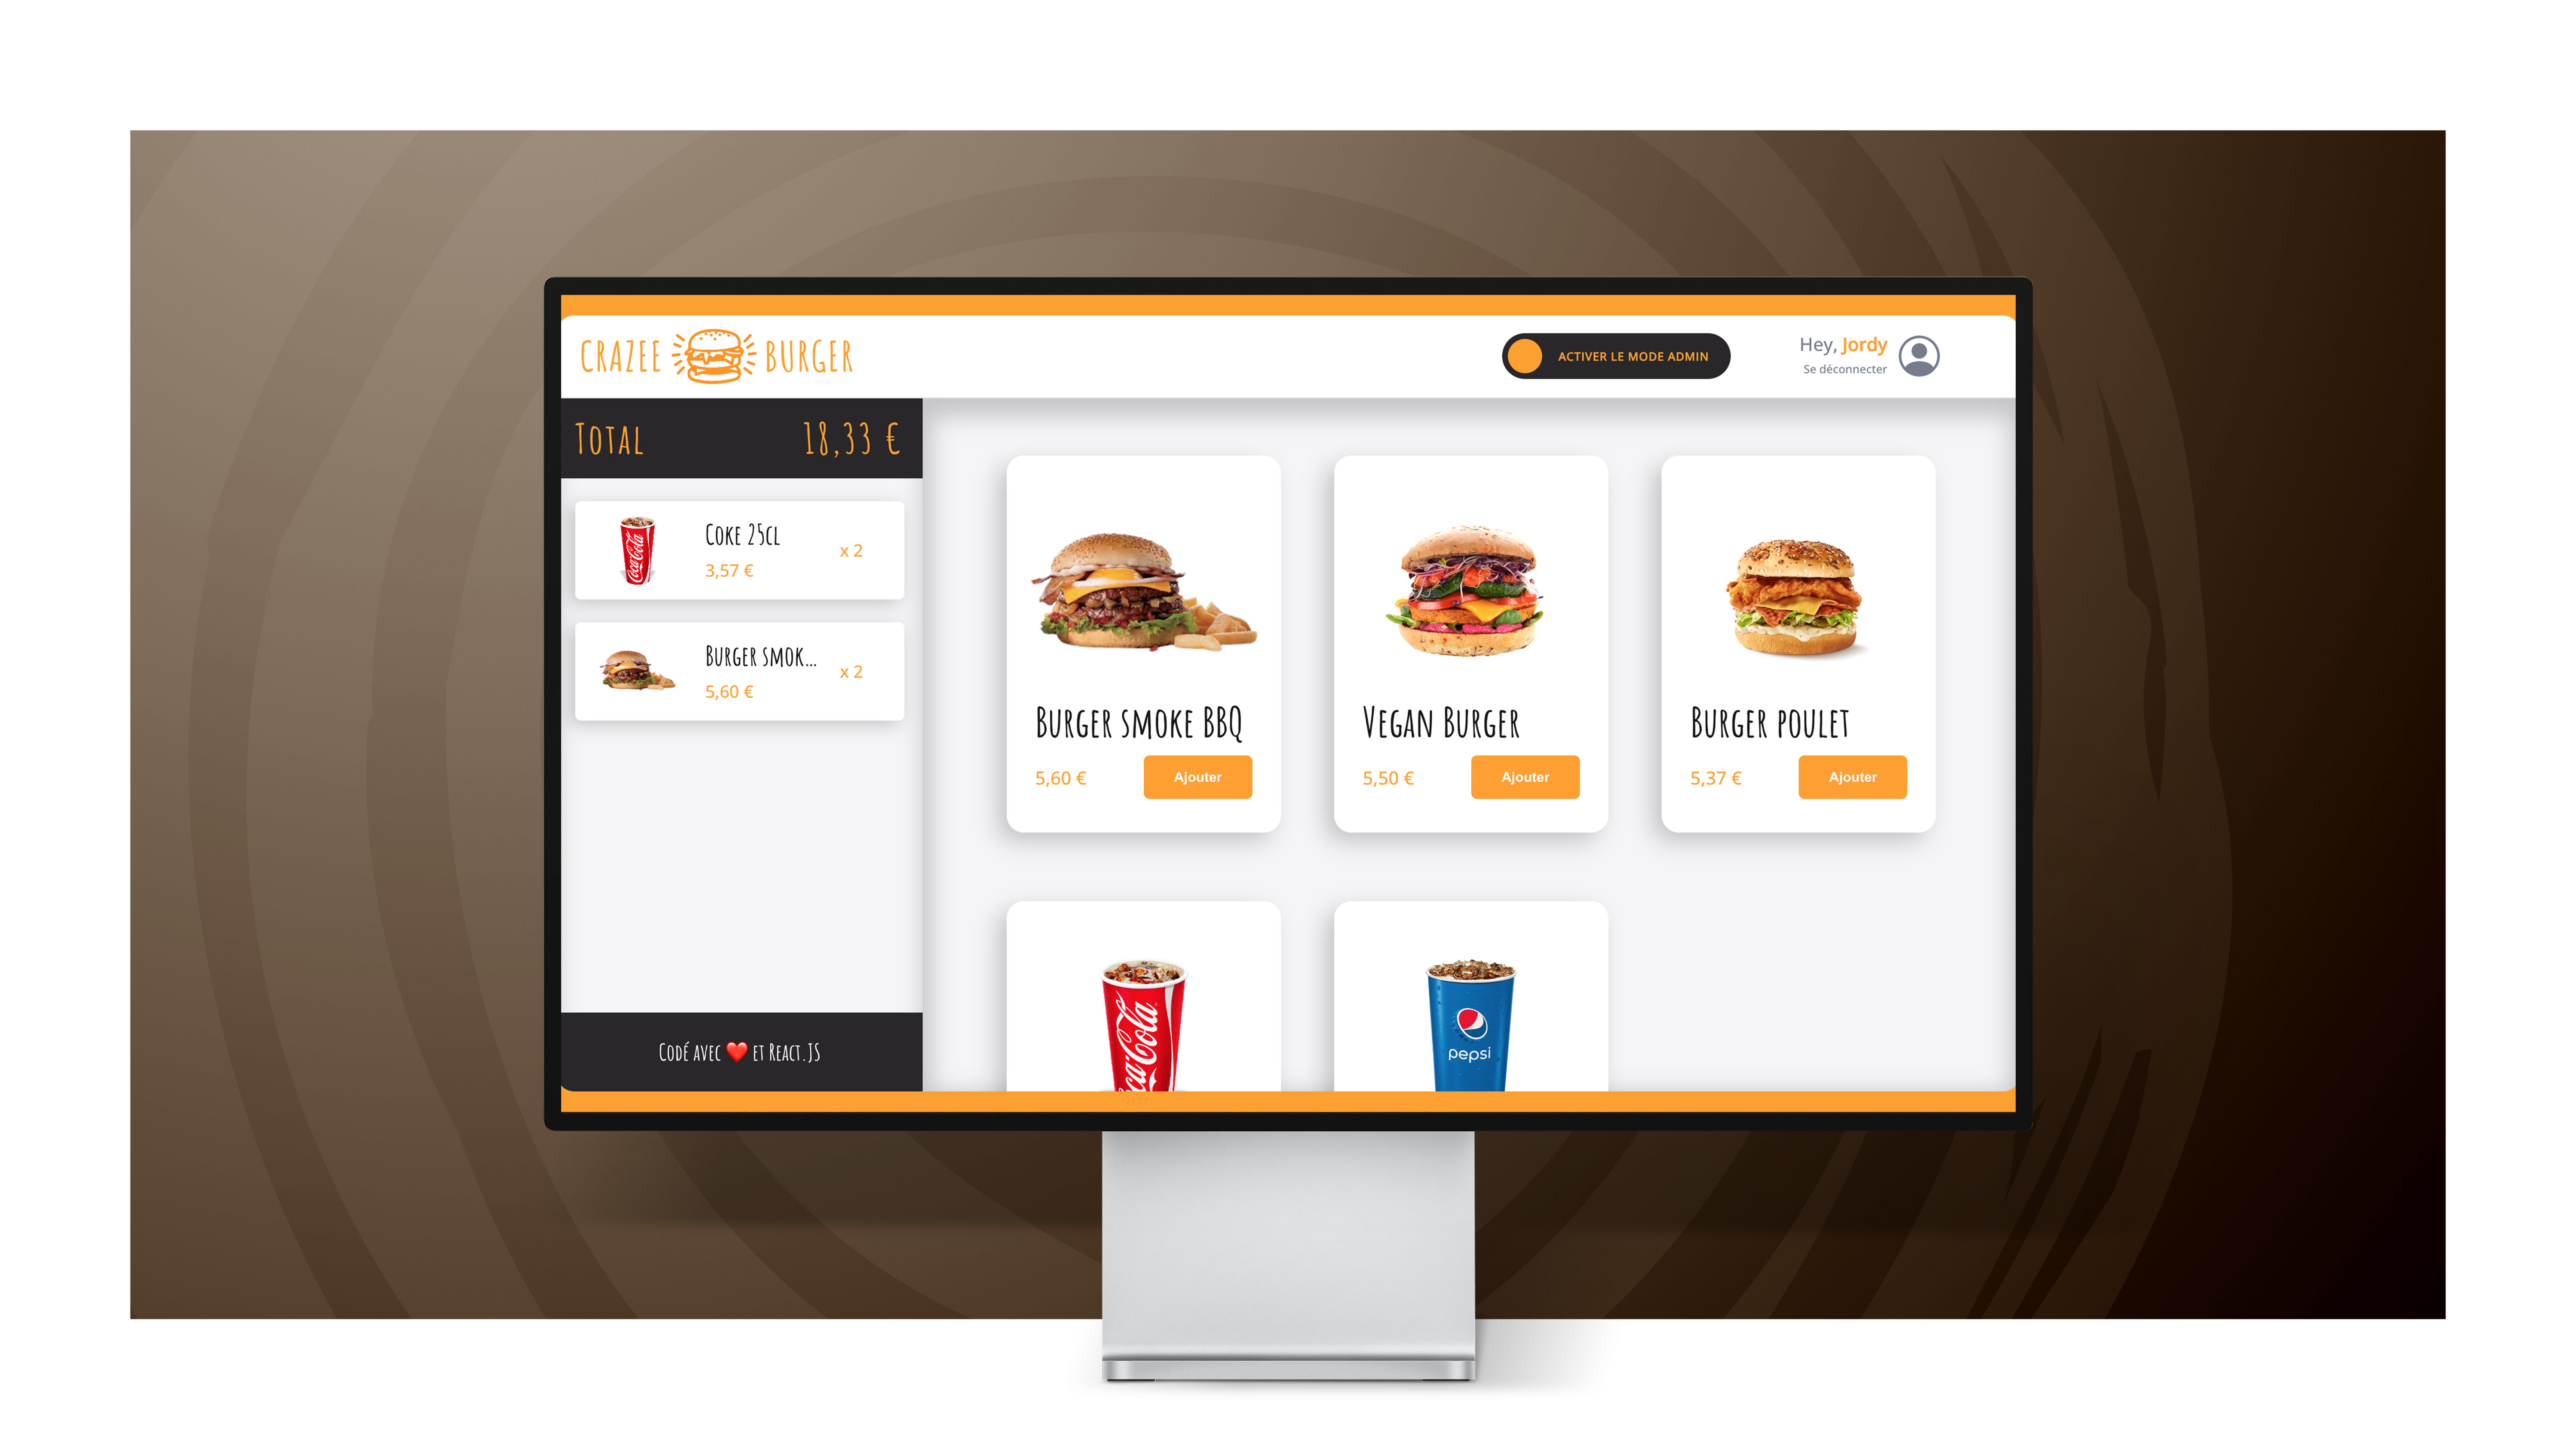 CRAZEE BURGER
ACTIVER LE MODE ADMIN
Hey, Jordy
Se déconnecter
Total 18,33 €
Coke 25cl
3,57 €
x 2
Burger smok...
5,60 €
x 2
Burger smoke BBQ
5,60 €
Ajouter
Vegan Burger
5,50 €
Ajouter
Burger poulet
5,37 €
Ajouter
Coca-Cola
ca-Cola
pepsi
Codé avec ❤️ et React.JS